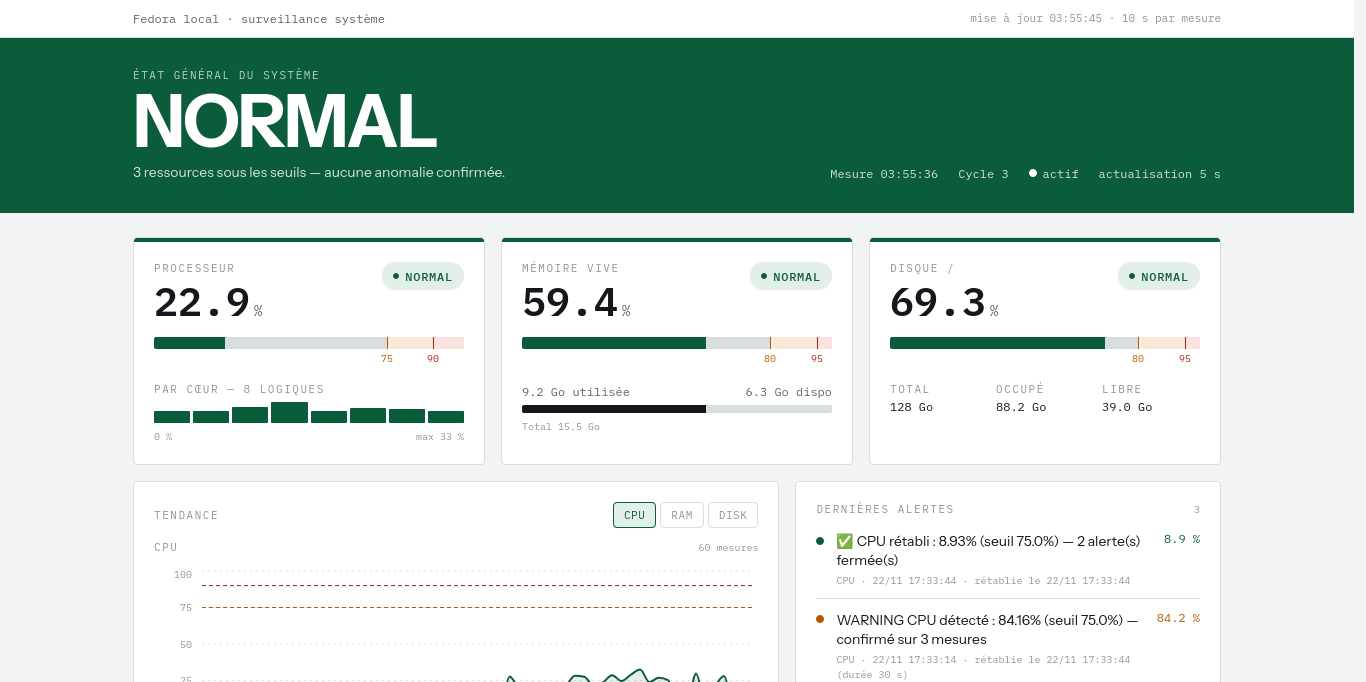 Fedora local · surveillance système
mise à jour 03:55:45 · 10 s par mesure
ÉTAT GÉNÉRAL DU SYSTÈME
NORMAL
3 ressources sous les seuils — aucune anomalie confirmée.
Mesure 03:55:36 Cycle 3 actif actualisation 5 s
PROCESSEUR
NORMAL
22.9 %
75 90
PAR CŒUR — 8 LOGIQUES
0 % max 33 %
MÉMOIRE VIVE
NORMAL
59.4 %
80 95
9.2 Go utilisée 6.3 Go dispo
Total 15.5 Go
DISQUE /
NORMAL
69.3 %
80 95
TOTAL OCCUPÉ LIBRE
128 Go 88.2 Go 39.0 Go
TENDANCE
CPU RAM DISK
CPU 60 mesures
100
75
50
25
DERNIÈRES ALERTES 3
✅ CPU rétabli : 8.93% (seuil 75.0%) — 2 alerte(s) 8.9 %
fermée(s)
CPU · 22/11 17:33:44 · rétablie le 22/11 17:33:44
WARNING CPU détecté : 84.16% (seuil 75.0%) — 84.2 %
confirmé sur 3 mesures
CPU · 22/11 17:33:14 · rétablie le 22/11 17:33:44
(durée 30 s)